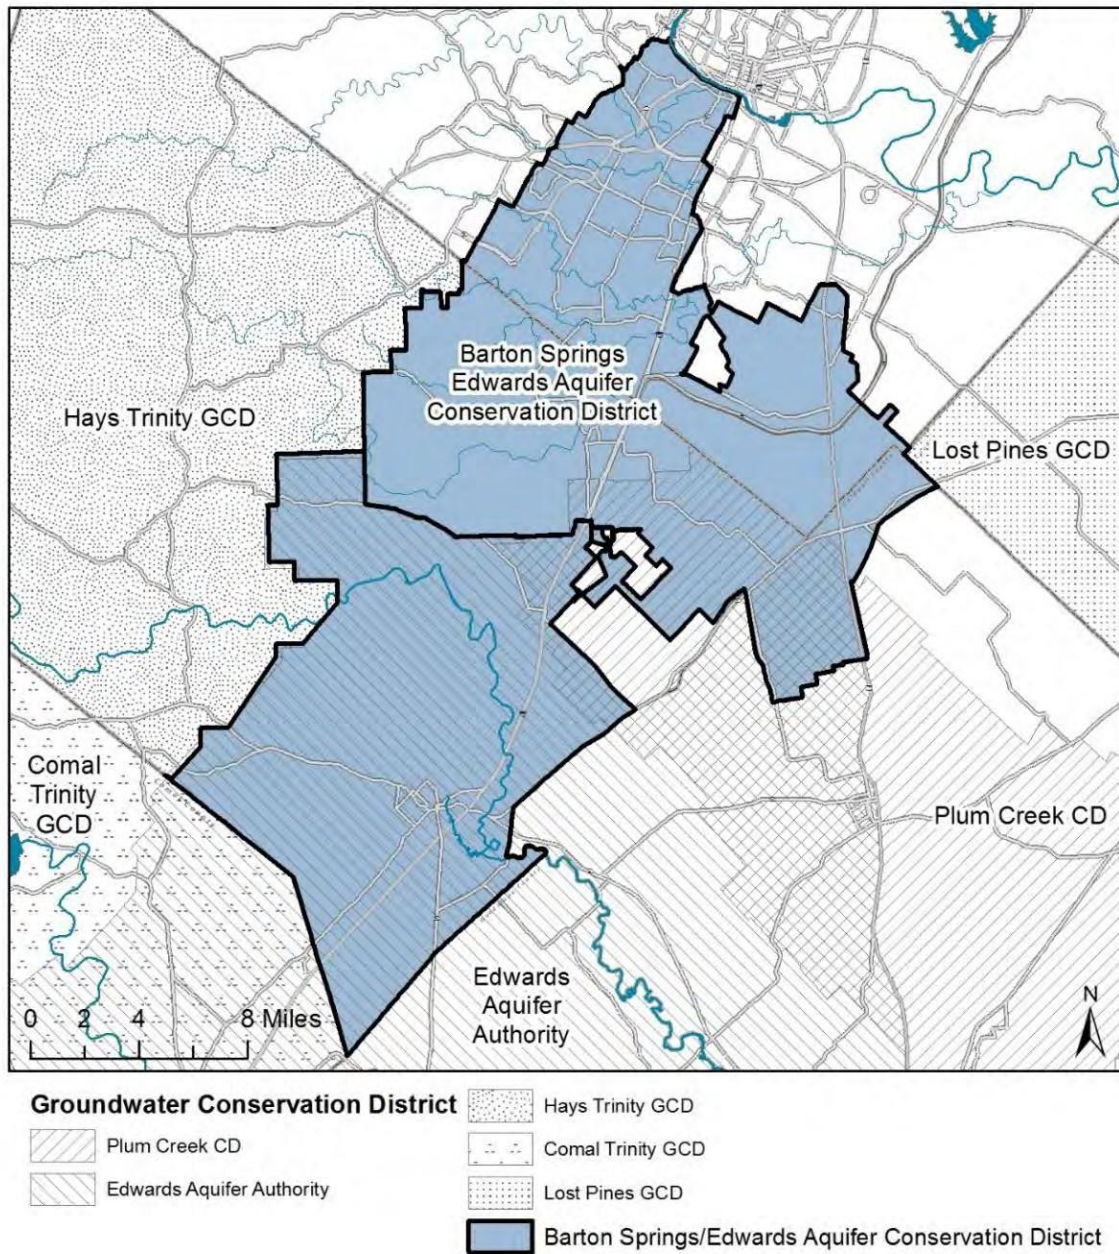 Barton Springs
Edwards Aquifer
Conservation District
Hays Trinity GCD
Lost Pines GCD
Comal
Trinity
GCD
Plum Creek CD
Edwards
Aquifer
Authority
N
0 2 4 8 Miles
Groundwater Conservation District
Plum Creek CD
Edwards Aquifer Authority
Hays Trinity GCD
Comal Trinity GCD
Lost Pines GCD
Barton Springs/Edwards Aquifer Conservation District